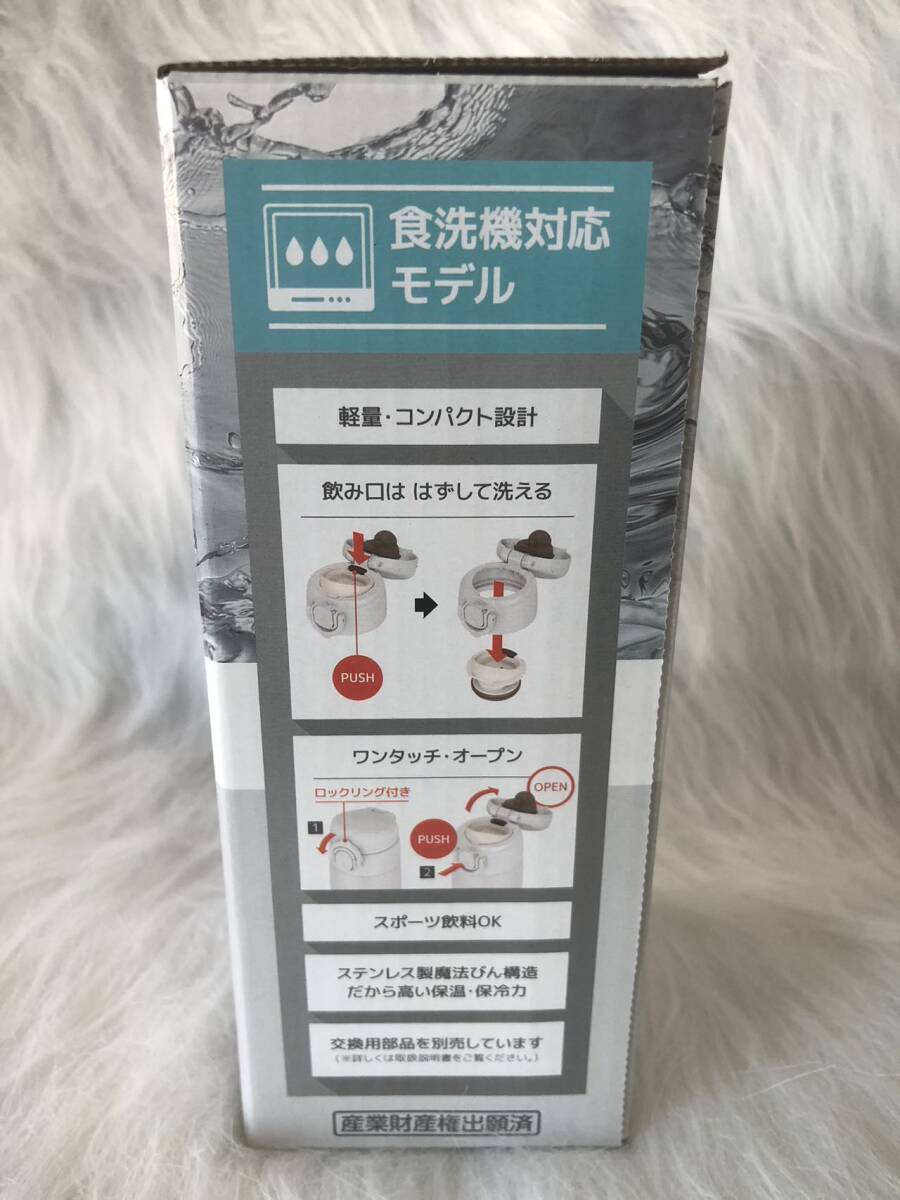 食洗機対応
モデル
軽量・コンパクト設計
飲み口は はずして洗える
PUSH
ワンタッチ・オープン
ロックリング付き
OPEN
1
PUSH
2
スポーツ飲料OK
ステンレス製魔法びん構造
だから高い保温・保冷力
交換用部品を別売しています
(※詳しくは取扱説明書をご覧ください。)
産業財産権出願済